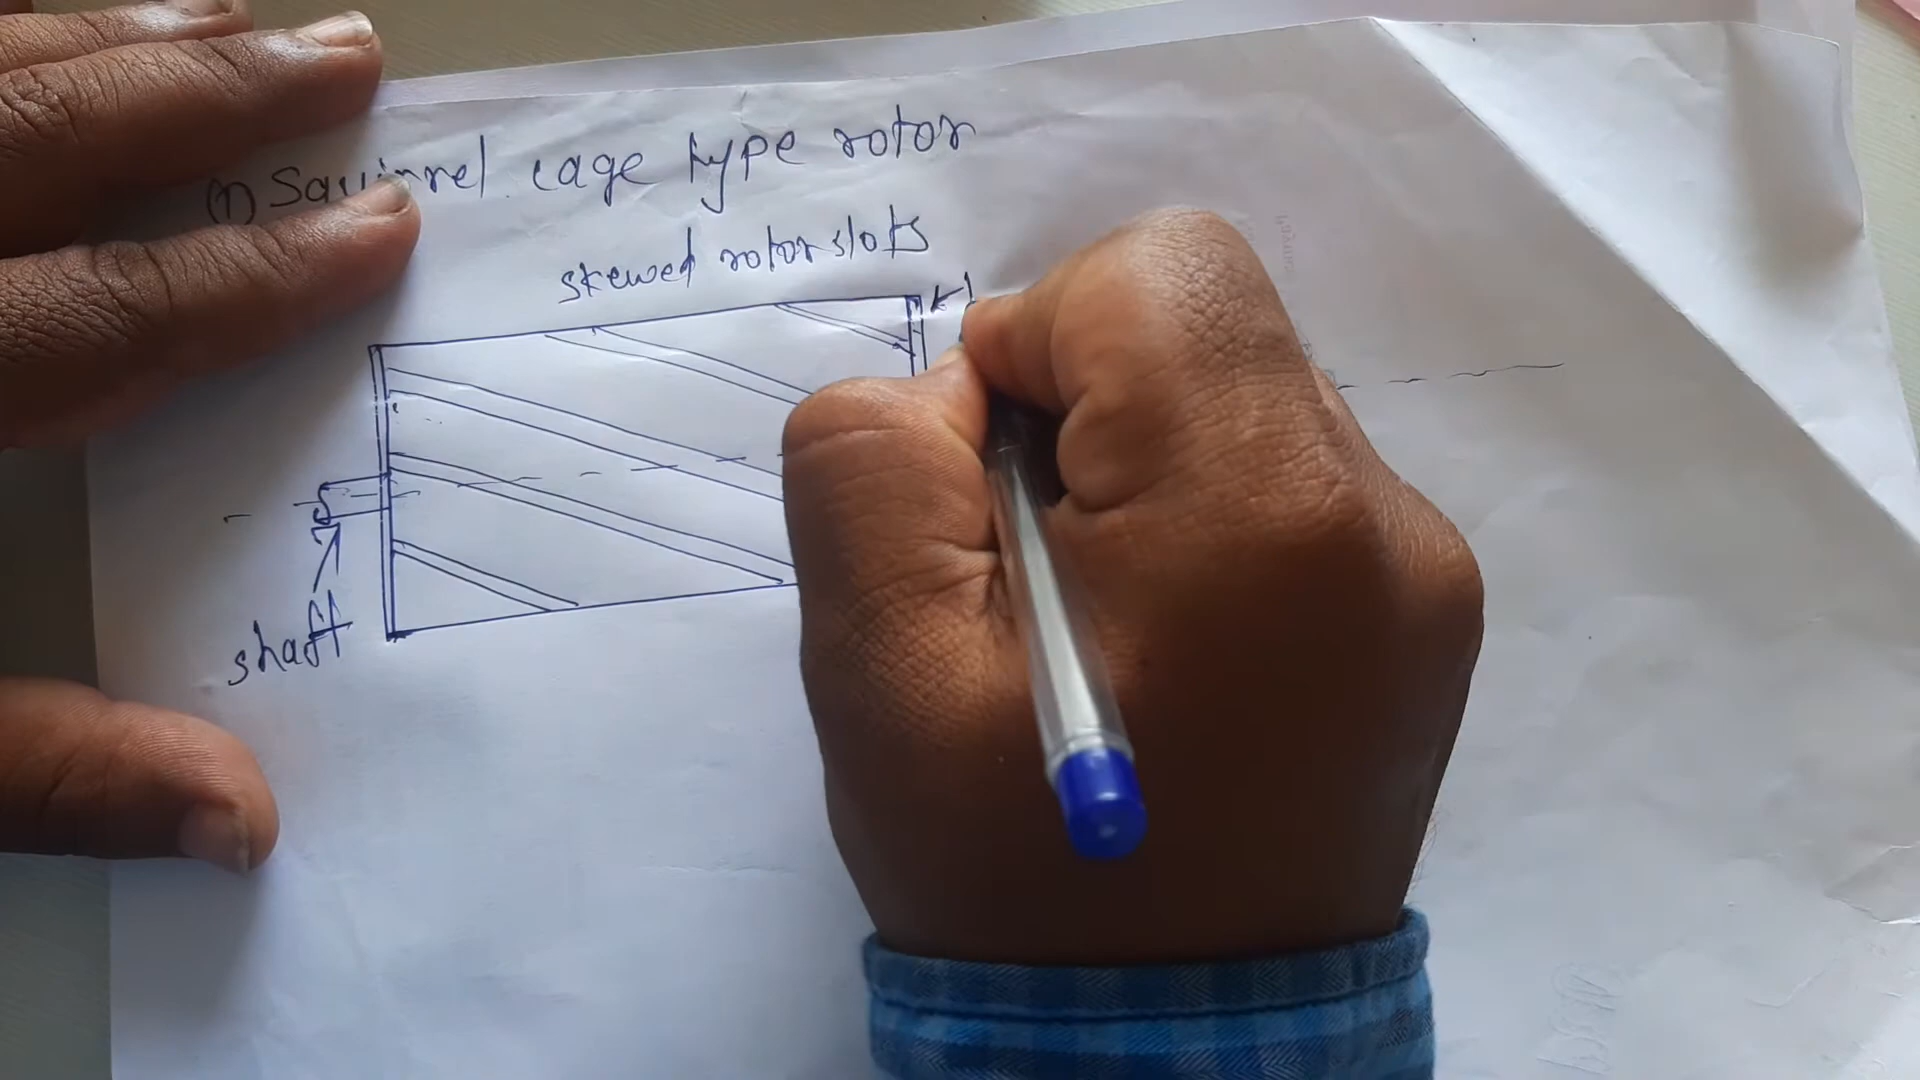 (1) Squirrel cage type rotor
skewed rotor slots
shaft